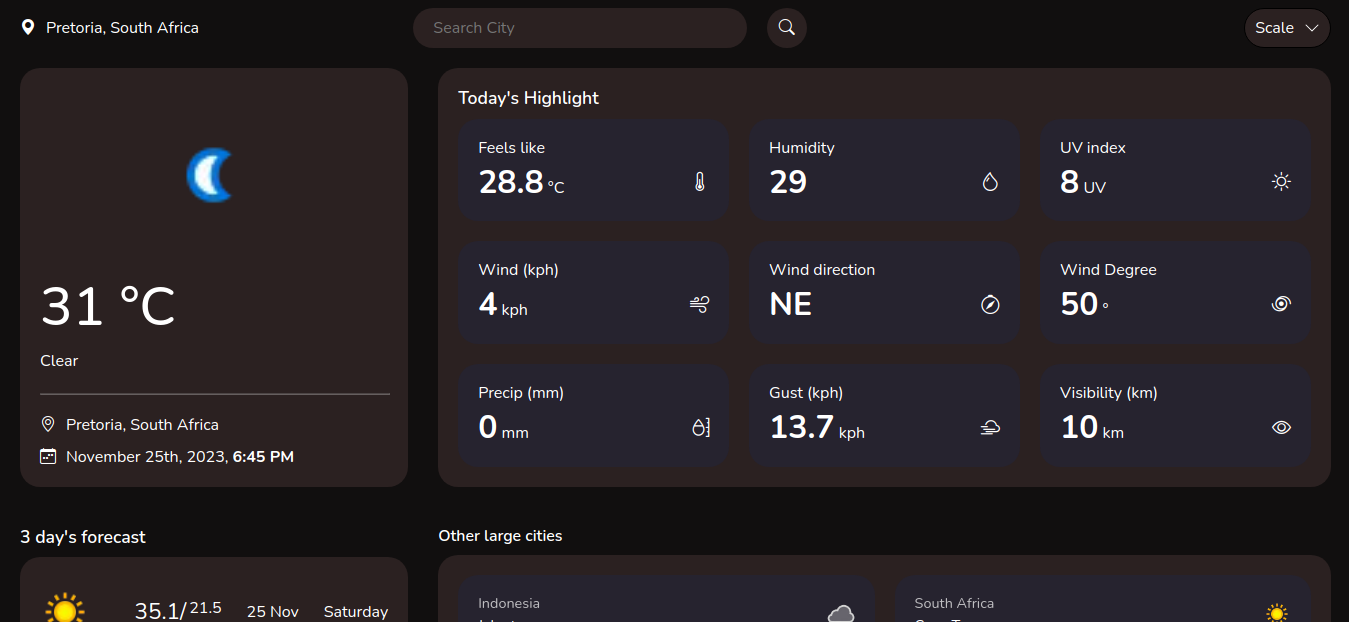 Pretoria, South Africa
Search City
Scale
31 °C
Clear
Pretoria, South Africa
November 25th, 2023, 6:45 PM
Today's Highlight
Feels like
28.8 °C
Humidity
29
UV index
8 UV
Wind (kph)
4 kph
Wind direction
NE
Wind Degree
50 °
Precip (mm)
0 mm
Gust (kph)
13.7 kph
Visibility (km)
10 km
3 day's forecast
35.1/ 21.5 25 Nov Saturday
Other large cities
Indonesia
South Africa